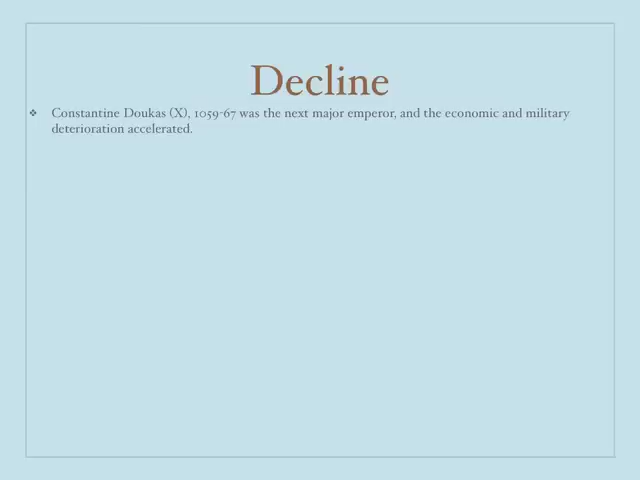 Decline
❖ Constantine Doukas (X), 1059-67 was the next major emperor, and the economic and military
deterioration accelerated.